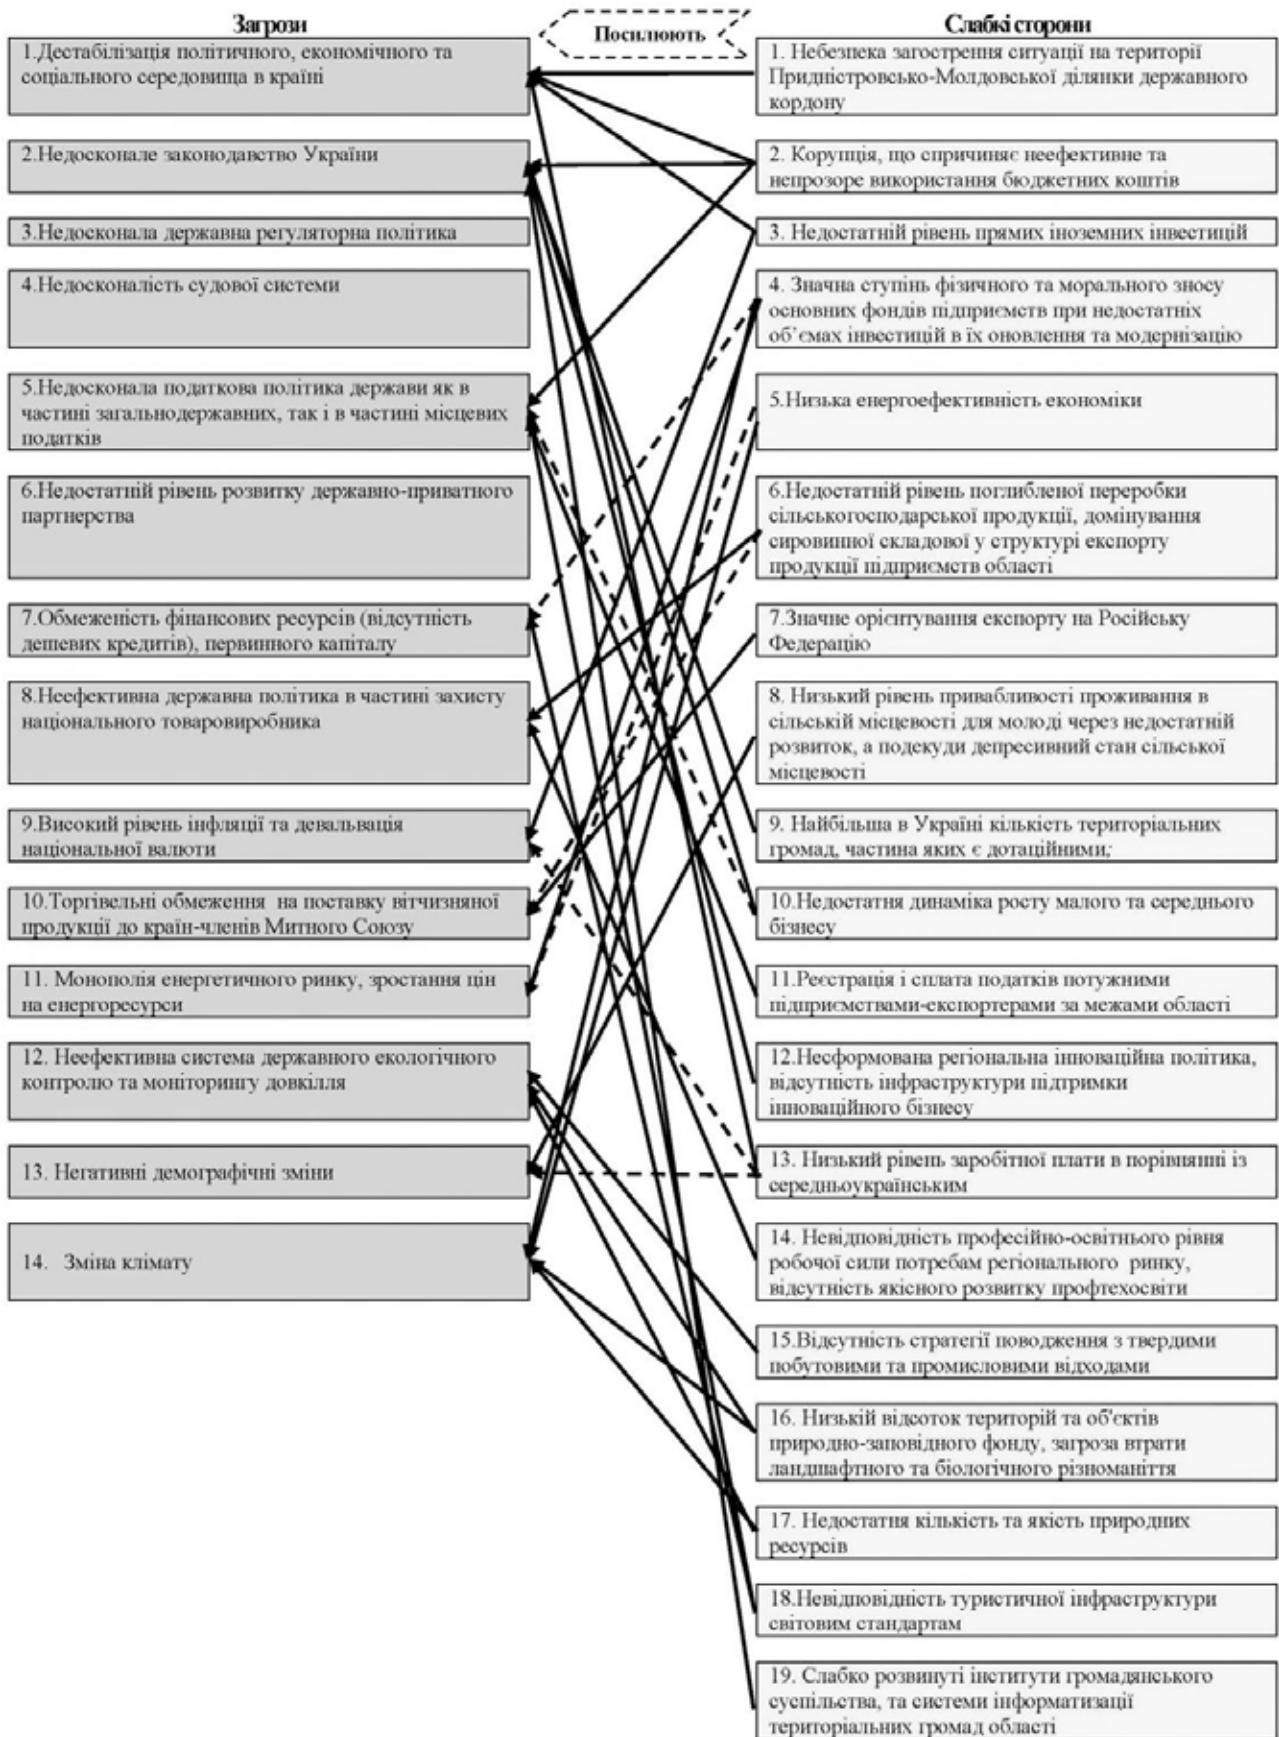 Загрози
1.Дестабілізація політичного, економічного та
соціального середовища в країні
2.Недосконале законодавство України
3.Недосконала державна регуляторна політика
4.Недосконалість судової системи
5.Недосконала податкова політика держави як в
частині загальнодержавних, так і в частині місцевих
податків
6.Недостатній рівень розвитку державно-приватного
партнерства
7.Обмеженість фінансових ресурсів (відсутність
дешевих кредитів), первинного капіталу
8.Неефективна державна політика в частині захисту
національного товаровиробника
9.Високий рівень інфляції та девальвація
національної валюти
10.Торгівельні обмеження на поставку вітчизняної
продукції до країн-членів Митного Союзу
11. Монополія енергетичного ринку, зростання цін
на енергоресурси
12. Неефективна система державного екологічного
контролю та моніторингу довкілля
13. Негативні демографічні зміни
14. Зміна клімату
Посилюють
Слабкі сторони
1. Небезпека загострення ситуації на території
Придністровсько-Молдовської ділянки державного
кордону
2. Корупція, що спричиняє неефективне та
непрозоре використання бюджетних коштів
3. Недостатній рівень прямих іноземних інвестицій
4. Значна ступінь фізичного та морального зносу
основних фондів підприємств при недостатніх
об’ємах інвестицій в їх оновлення та модернізацію
5.Низька енергоефективність економіки
6.Недостатній рівень поглибленої переробки
сільськогосподарської продукції, домінування
сировинної складової у структурі експорту
продукції підприємств області
7.Значне орієнтування експорту на Російську
Федерацію
8. Низький рівень привабливості проживання в
сільській місцевості для молоді через недостатній
розвиток, а подекуди депресивний стан сільської
місцевості
9. Найбільша в Україні кількість територіальних
громад, частина яких є дотаційними;
10.Недостатня динаміка росту малого та середнього
бізнесу
11.Реєстрація і сплата податків потужними
підприємствами-експортерами за межами області
12.Несформована регіональна інноваційна політика,
відсутність інфраструктури підтримки
інноваційного бізнесу
13. Низький рівень заробітної плати в порівнянні із
середньоукраїнським
14. Невідповідність професійно-освітнього рівня
робочої сили потребам регіонального ринку,
відсутність якісного розвитку профтехосвіти
15.Відсутність стратегії поводження з твердими
побутовими та промисловими відходами
16. Низькій відсоток територій та об'єктів
природно-заповідного фонду, загроза втрати
ландшафтного та біологічного різноманіття
17. Недостатня кількість та якість природних
ресурсів
18.Невідповідність туристичної інфраструктури
світовим стандартам
19. Слабко розвинуті інститути громадянського
суспільства, та системи інформатизації
територіальних громад області